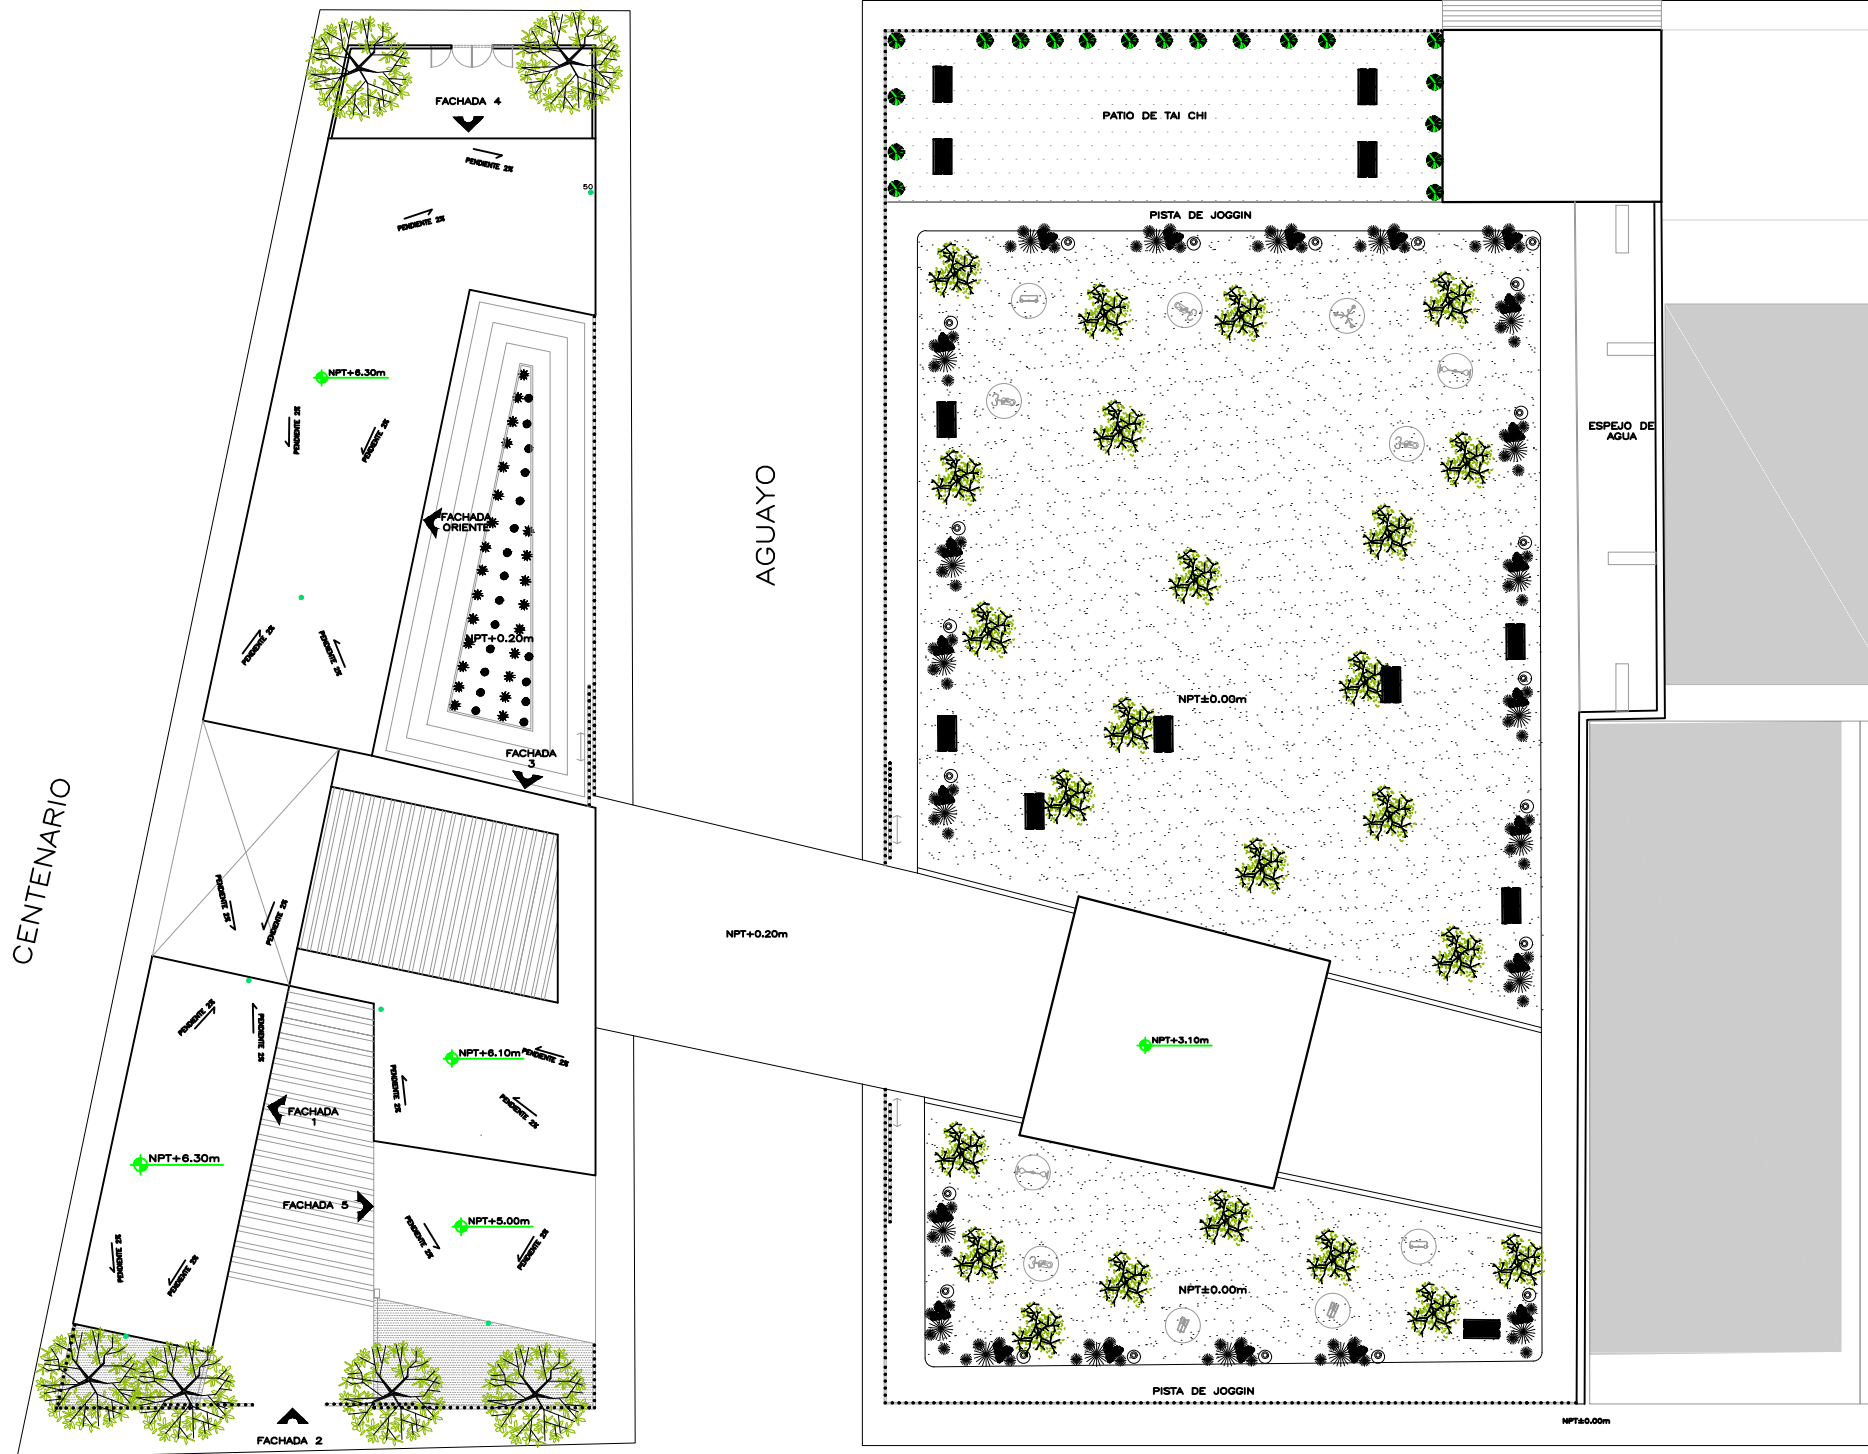 FACHADA 4
PENDIENTE 2%
50
PENDIENTE 2%
NPT+6.30m
PENDIENTE 2%
PENDIENTE 2%
FACHADA
ORIENTE
PENDIENTE 2%
PENDIENTE 2%
NPT+0.20m
FACHADA
3
CENTENARIO
PENDIENTE 2%
PENDIENTE 2%
PENDIENTE 2%
PENDIENTE 2%
NPT+6.10m
PENDIENTE 2%
PENDIENTE 2%
PENDIENTE 2%
FACHADA
1
NPT+6.30m
FACHADA 5
NPT+5.00m
PENDIENTE 2%
PENDIENTE 2%
PENDIENTE 2%
PENDIENTE 2%
FACHADA 2
AGUAYO
NPT+0.20m
PATIO DE TAI CHI
PISTA DE JOGGIN
ESPEJO DE
AGUA
NPT±0.00m
NPT+3.10m
NPT±0.00m
PISTA DE JOGGIN
NPT±0.00m